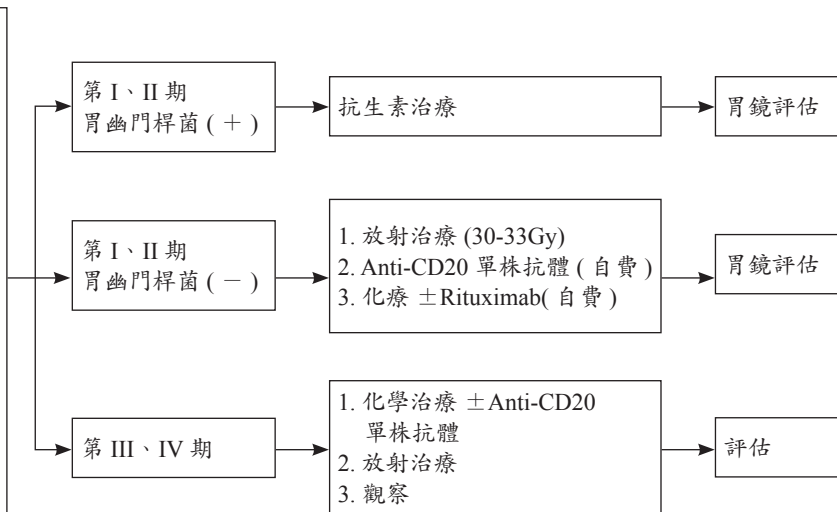 第 I、II 期
胃幽門桿菌 ( + )
抗生素治療
胃鏡評估
第 I、II 期
胃幽門桿菌 ( − )
1. 放射治療 (30-33Gy)
2. Anti-CD20 單株抗體 ( 自費 )
3. 化療 ±Rituximab( 自費 )
胃鏡評估
第 III、IV 期
1. 化學治療 ±Anti-CD20
單株抗體
2. 放射治療
3. 觀察
評估